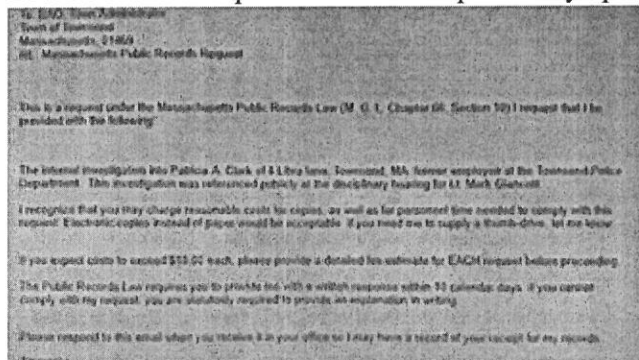 Town of Townsend
Massachusetts, 01469
RE: Massachusetts Public Records Request
This is a request under the Massachusetts Public Records Law (M. G. L. Chapter 66, Section 10) I request that I be
provided with the following:
The internal investigation into Patricia A. Clark of Libra lane, Townsend, MA, former employee at the Townsend Police
Department. This investigation was referenced publicly at the disciplinary hearing for Lt. Mark
I recognize that you may charge reasonable costs for copies, as well as for personnel time needed to comply with this
request. Electronic copies instead of paper would be acceptable. If you need me to supply a thumb-drive, let me know.
If you expect costs to exceed $10.00 each, please provide a detailed fee estimate for EACH request before proceeding.
The Public Records Law requires you to provide me with a written response within 10 calendar days. If you cannot
comply with my request, you are statutorily required to provide an explanation in writing.
Please respond to this email when you receive it in your office so I may have a record of your receipt for my records.